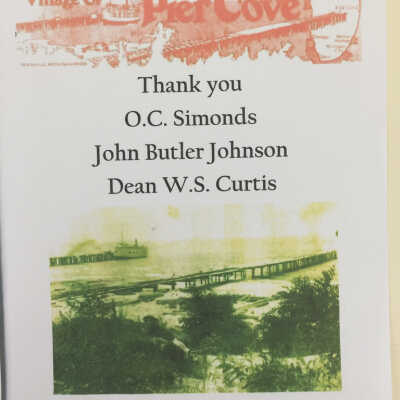 Village Of
Pier Cove
Thank you
O.C. Simonds
John Butler Johnson
Dean W.S. Curtis